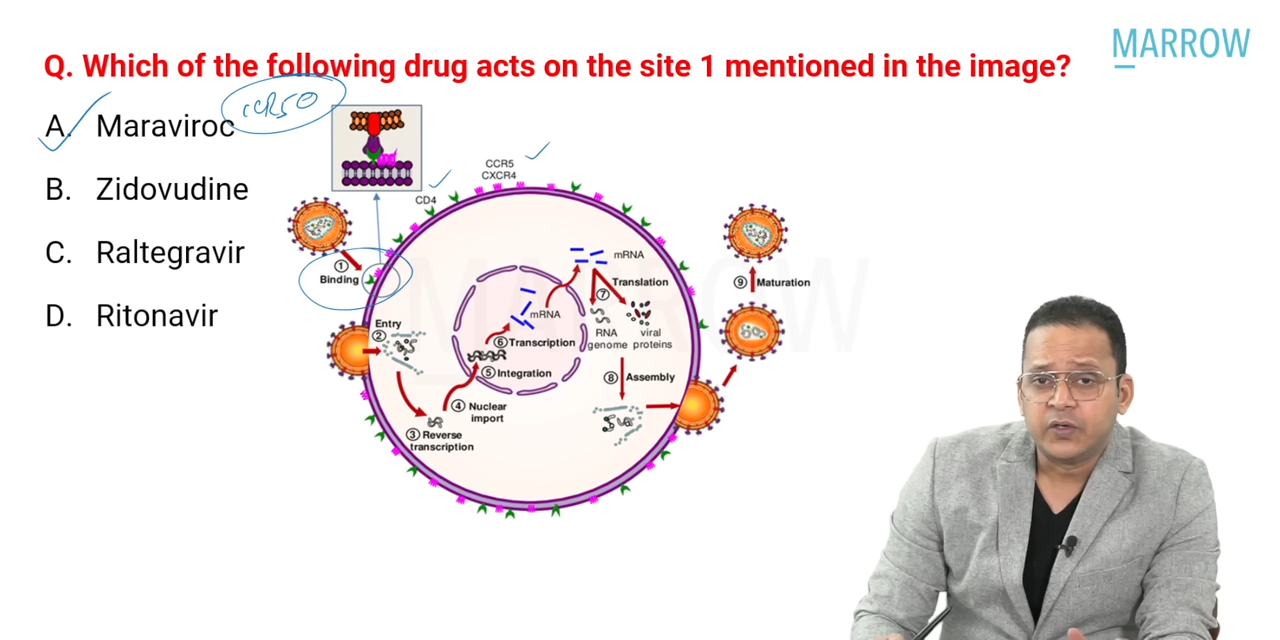 MARROW
Q. Which of the following drug acts on the site 1 mentioned in the image?
A. Maraviroc
B. Zidovudine
C. Raltegravir
D. Ritonavir
CCR5
CXCR4
CD4
①
Binding
Entry
②
③ Reverse
transcription
④ Nuclear
import
⑤ Integration
⑥ Transcription
mRNA
mRNA
Translation
⑦
RNA
genome
viral
proteins
⑧ Assembly
⑨ Maturation
MARROW